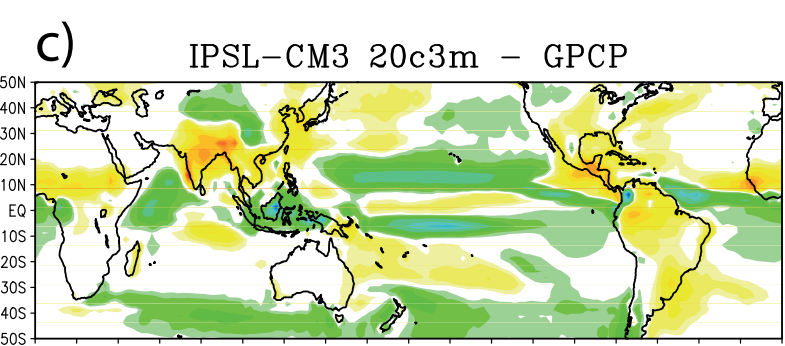 c)
IPSL-CM3 20c3m - GPCP
50N
40N
30N
20N
10N
EQ
10S
20S
30S
40S
50S